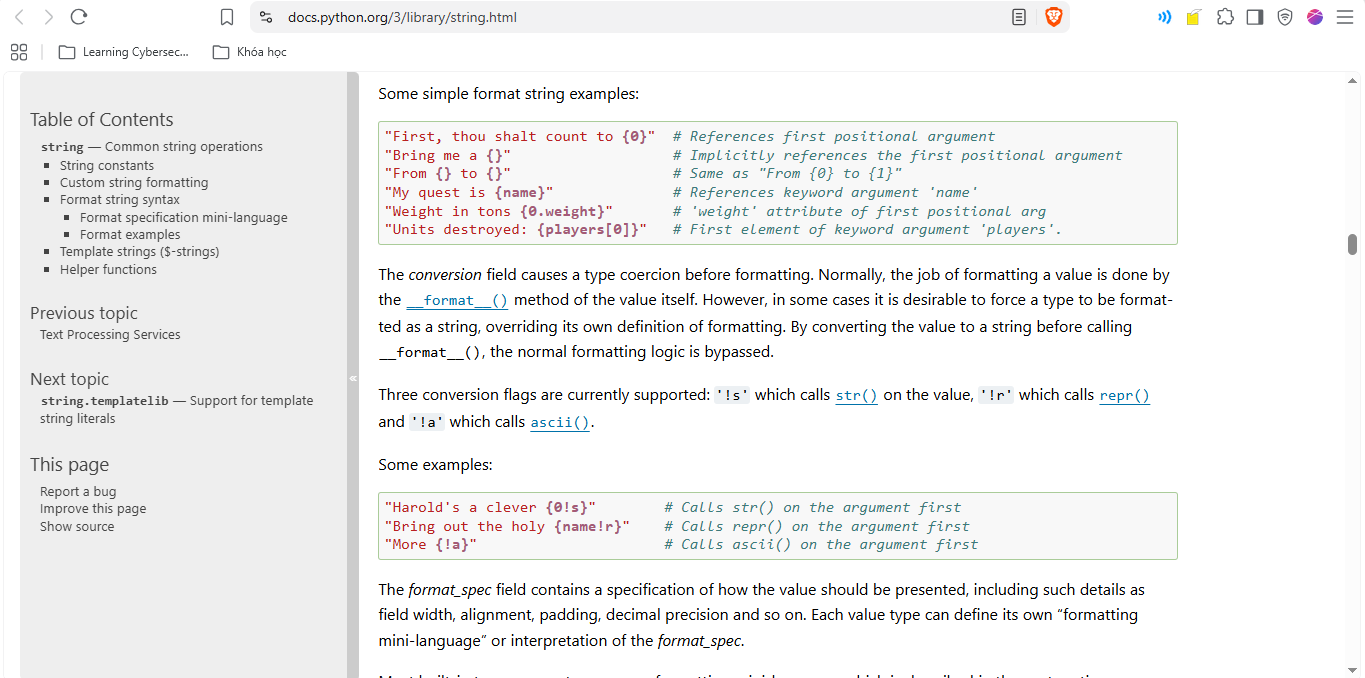 docs.python.org/3/library/string.html
Learning Cybersec...
Khóa học
Table of Contents
string — Common string operations
String constants
Custom string formatting
Format string syntax
Format specification mini-language
Format examples
Template strings ($-strings)
Helper functions
Previous topic
Text Processing Services
Next topic
string.templatelib — Support for template
string literals
This page
Report a bug
Improve this page
Show source
«
Some simple format string examples:
"First, thou shalt count to {0}"  # References first positional argument
"Bring me a {}"                   # Implicitly references the first positional argument
"From {} to {}"                   # Same as "From {0} to {1}"
"My quest is {name}"              # References keyword argument 'name'
"Weight in tons {0.weight}"       # 'weight' attribute of first positional arg
"Units destroyed: {players[0]}"   # First element of keyword argument 'players'.
The conversion field causes a type coercion before formatting. Normally, the job of formatting a value is done by
the __format__() method of the value itself. However, in some cases it is desirable to force a type to be format-
ted as a string, overriding its own definition of formatting. By converting the value to a string before calling
__format__(), the normal formatting logic is bypassed.
Three conversion flags are currently supported: '!s' which calls str() on the value, '!r' which calls repr()
and '!a' which calls ascii().
Some examples:
"Harold's a clever {0!s}"        # Calls str() on the argument first
"Bring out the holy {name!r}"    # Calls repr() on the argument first
"More {!a}"                      # Calls ascii() on the argument first
The format_spec field contains a specification of how the value should be presented, including such details as
field width, alignment, padding, decimal precision and so on. Each value type can define its own “formatting
mini-language” or interpretation of the format_spec.